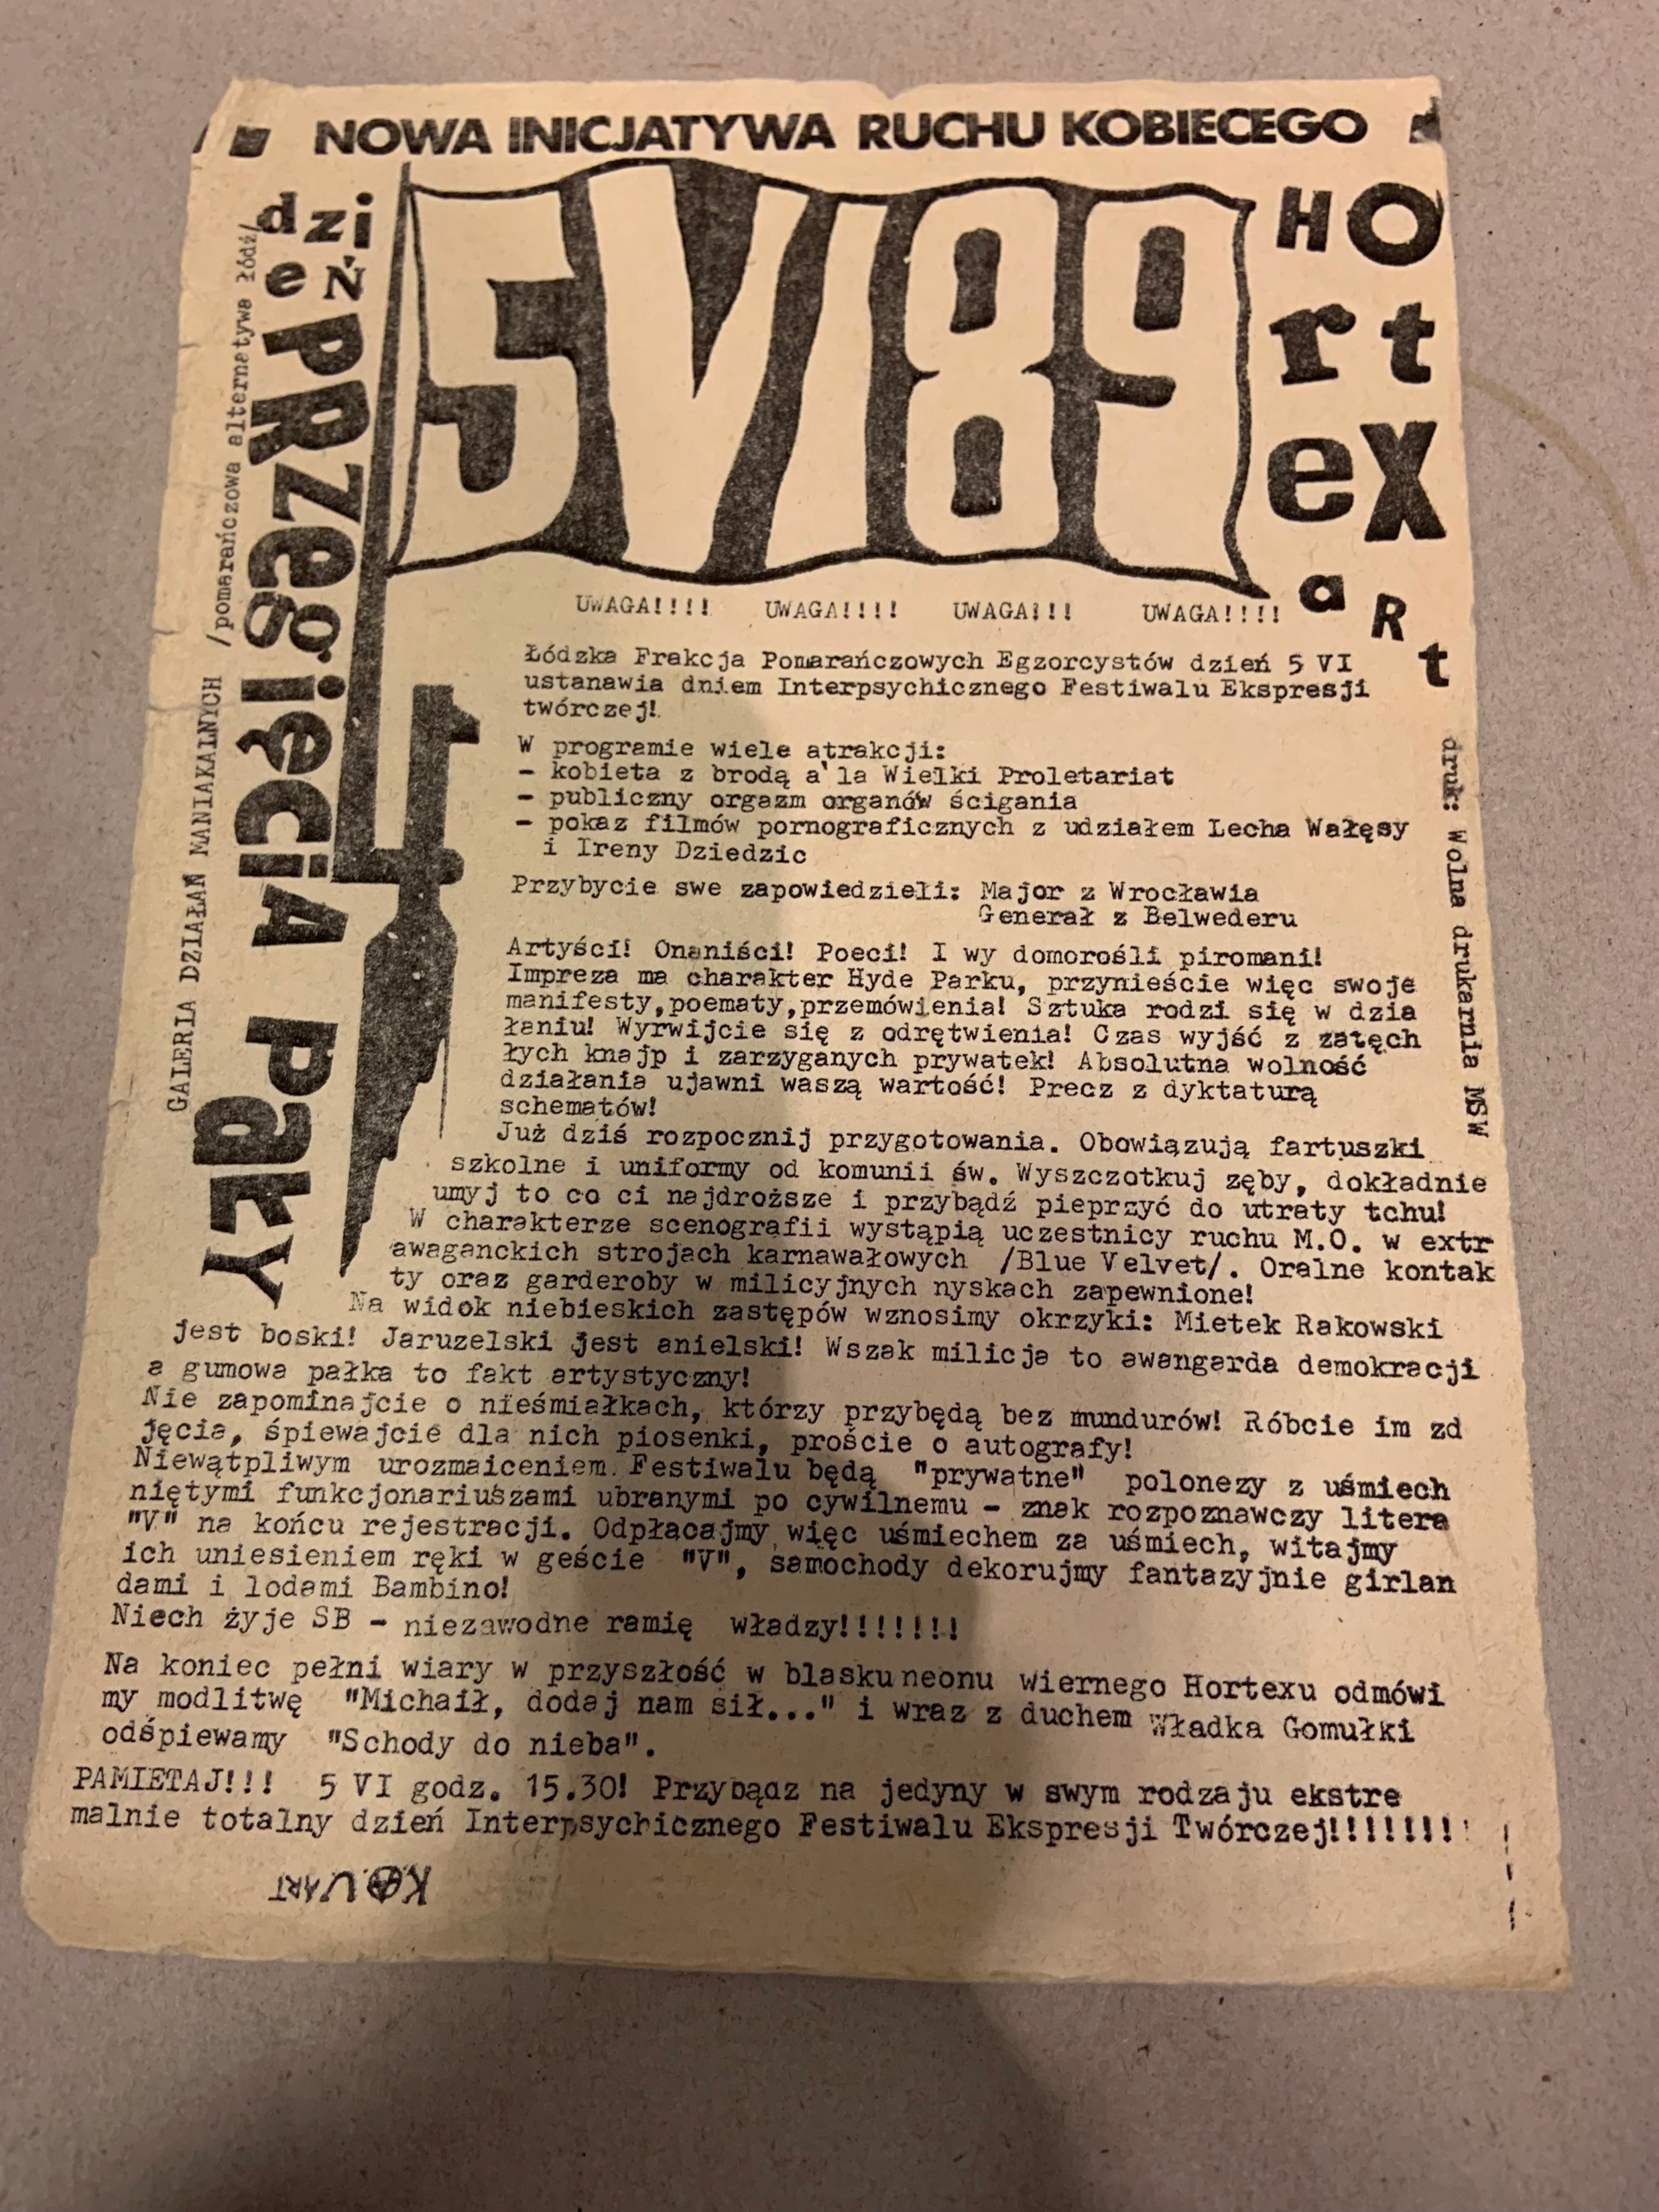 NOWA INICJATYWA RUCHU KOBIECEGO
dzi
eń
PRzegięciA PAłY
GALERIA DZIAŁAŃ MANIAKALNYCH /pomarańczowa alternatywa Łódź/
5 VI 89
HO
rt
eX
aRt
druk: Wolna drukarnia MSW
UWAGA!!!! UWAGA!!!! UWAGA!!! UWAGA!!!!
Łódzka Frakcja Pomarańczowych Egzorcystów dzień 5 VI
ustanawia dniem Interpsychicznego Festiwalu Ekspresji
twórczej!
W programie wiele atrakcji:
- kobieta z brodą a`la Wielki Proletariat
- publiczny orgazm organów ścigania
- pokaz filmów pornograficznych z udziałem Lecha Wałęsy
i Ireny Dziedzic
Przybycie swe zapowiedzieli: Major z Wrocławia
Generał z Belwederu
Artyści! Onaniści! Poeci! I wy domorośli piromani!
Impreza ma charakter Hyde Parku, przynieście więc swoje
manifesty,poematy,przemówienia! Sztuka rodzi się w dzia
łaniu! Wyrwijcie się z odrętwienia! Czas wyjść z zatęch
łych knajp i zarzyganych prywatek! Absolutna wolność
działania ujawni waszą wartość! Precz z dyktaturą
schematów!
Już dziś rozpocznij przygotowania. Obowiązują fartuszki
szkolne i uniformy od komunii św. Wyszczotkuj zęby, dokładnie
umyj to co ci najdroższe i przybądź pieprzyć do utraty tchu!
W charakterze scenografii wystąpią uczestnicy ruchu M.O. w extr
awaganckich strojach karnawałowych /Blue Velvet/. Oralne kontak
ty oraz garderoby w milicyjnych nyskach zapewnione!
Na widok niebieskich zastępów wznosimy okrzyki: Mietek Rakowski
jest boski! Jaruzelski jest anielski! Wszak milicja to awangarda demokracji
a gumowa pałka to fakt artystyczny!
Nie zapominajcie o nieśmiałkach, którzy przybędą bez mundurów! Róbcie im zd
jęcia, śpiewajcie dla nich piosenki, proście o autografy!
Niewątpliwym urozmaiceniem Festiwalu będą "prywatne" polonezy z uśmiech
niętymi funkcjonariuszami ubranymi po cywilnemu - znak rozpoznawczy litera
"V" na końcu rejestracji. Odpłacajmy więc uśmiechem za uśmiech, witajmy
ich uniesieniem ręki w geście "V", samochody dekorujmy fantazyjnie girlan
dami i lodami Bambino!
Niech żyje SB - niezawodne ramię władzy!!!!!!!
Na koniec pełni wiary w przyszłość w blasku neonu wiernego Hortexu odmówi
my modlitwę "Michaił, dodaj nam sił..." i wraz z duchem Władka Gomułki
odśpiewamy "Schody do nieba".
PAMIETAJ!!! 5 VI godz. 15.30! Przybądz na jedyny w swym rodzaju ekstre
malnie totalny dzień Interpsychicznego Festiwalu Ekspresji Twórczej!!!!!!!!